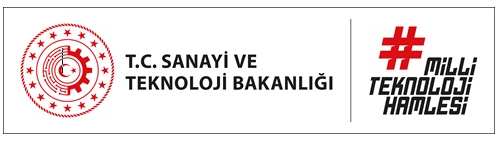 T.C. SANAYİ VE
TEKNOLOJİ BAKANLIĞI
#
MİLLİ
TEKNOLOJİ
HAMLESİ